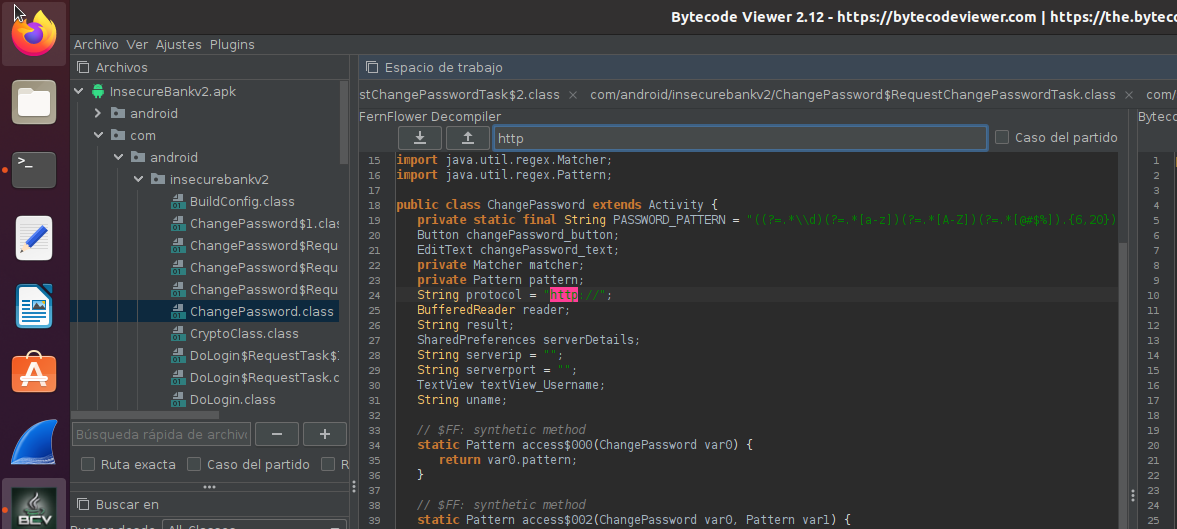 Bytecode Viewer 2.12 - https://bytecodeviewer.com | https://the.byteco
Archivo Ver Ajustes Plugins
Archivos
InsecureBankv2.apk
android
com
android
insecurebankv2
BuildConfig.class
ChangePassword$1.clas
ChangePassword$Requ
ChangePassword$Requ
ChangePassword$Requ
ChangePassword.class
CryptoClass.class
DoLogin$RequestTask$
DoLogin$RequestTask.c
DoLogin.class
Búsqueda rápida de archivo
− +
Ruta exacta Caso del partido R
Buscar en
Buscar desde All Classes
Espacio de trabajo
stChangePasswordTask$2.class × com/android/insecurebankv2/ChangePassword$RequestChangePasswordTask.class × com/
FernFlower Decompiler
http Caso del partido
15 import java.util.regex.Matcher;
16 import java.util.regex.Pattern;
17
18 public class ChangePassword extends Activity {
19 private static final String PASSWORD_PATTERN = "((?=.*\\d)(?=.*[a-z])(?=.*[A-Z])(?=.*[@#$%]).{6,20})
20 Button changePassword_button;
21 EditText changePassword_text;
22 private Matcher matcher;
23 private Pattern pattern;
24 String protocol = "http://";
25 BufferedReader reader;
26 String result;
27 SharedPreferences serverDetails;
28 String serverip = "";
29 String serverport = "";
30 TextView textView_Username;
31 String uname;
32
33 // $FF: synthetic method
34 static Pattern access$000(ChangePassword var0) {
35 return var0.pattern;
36 }
37
38 // $FF: synthetic method
39 static Pattern access$002(ChangePassword var0, Pattern var1) {
Bytec
1
2
3
4
5
6
7
8
9
10
11
12
13
14
15
16
17
18
19
20
21
22
23
24
25
>_
BCV